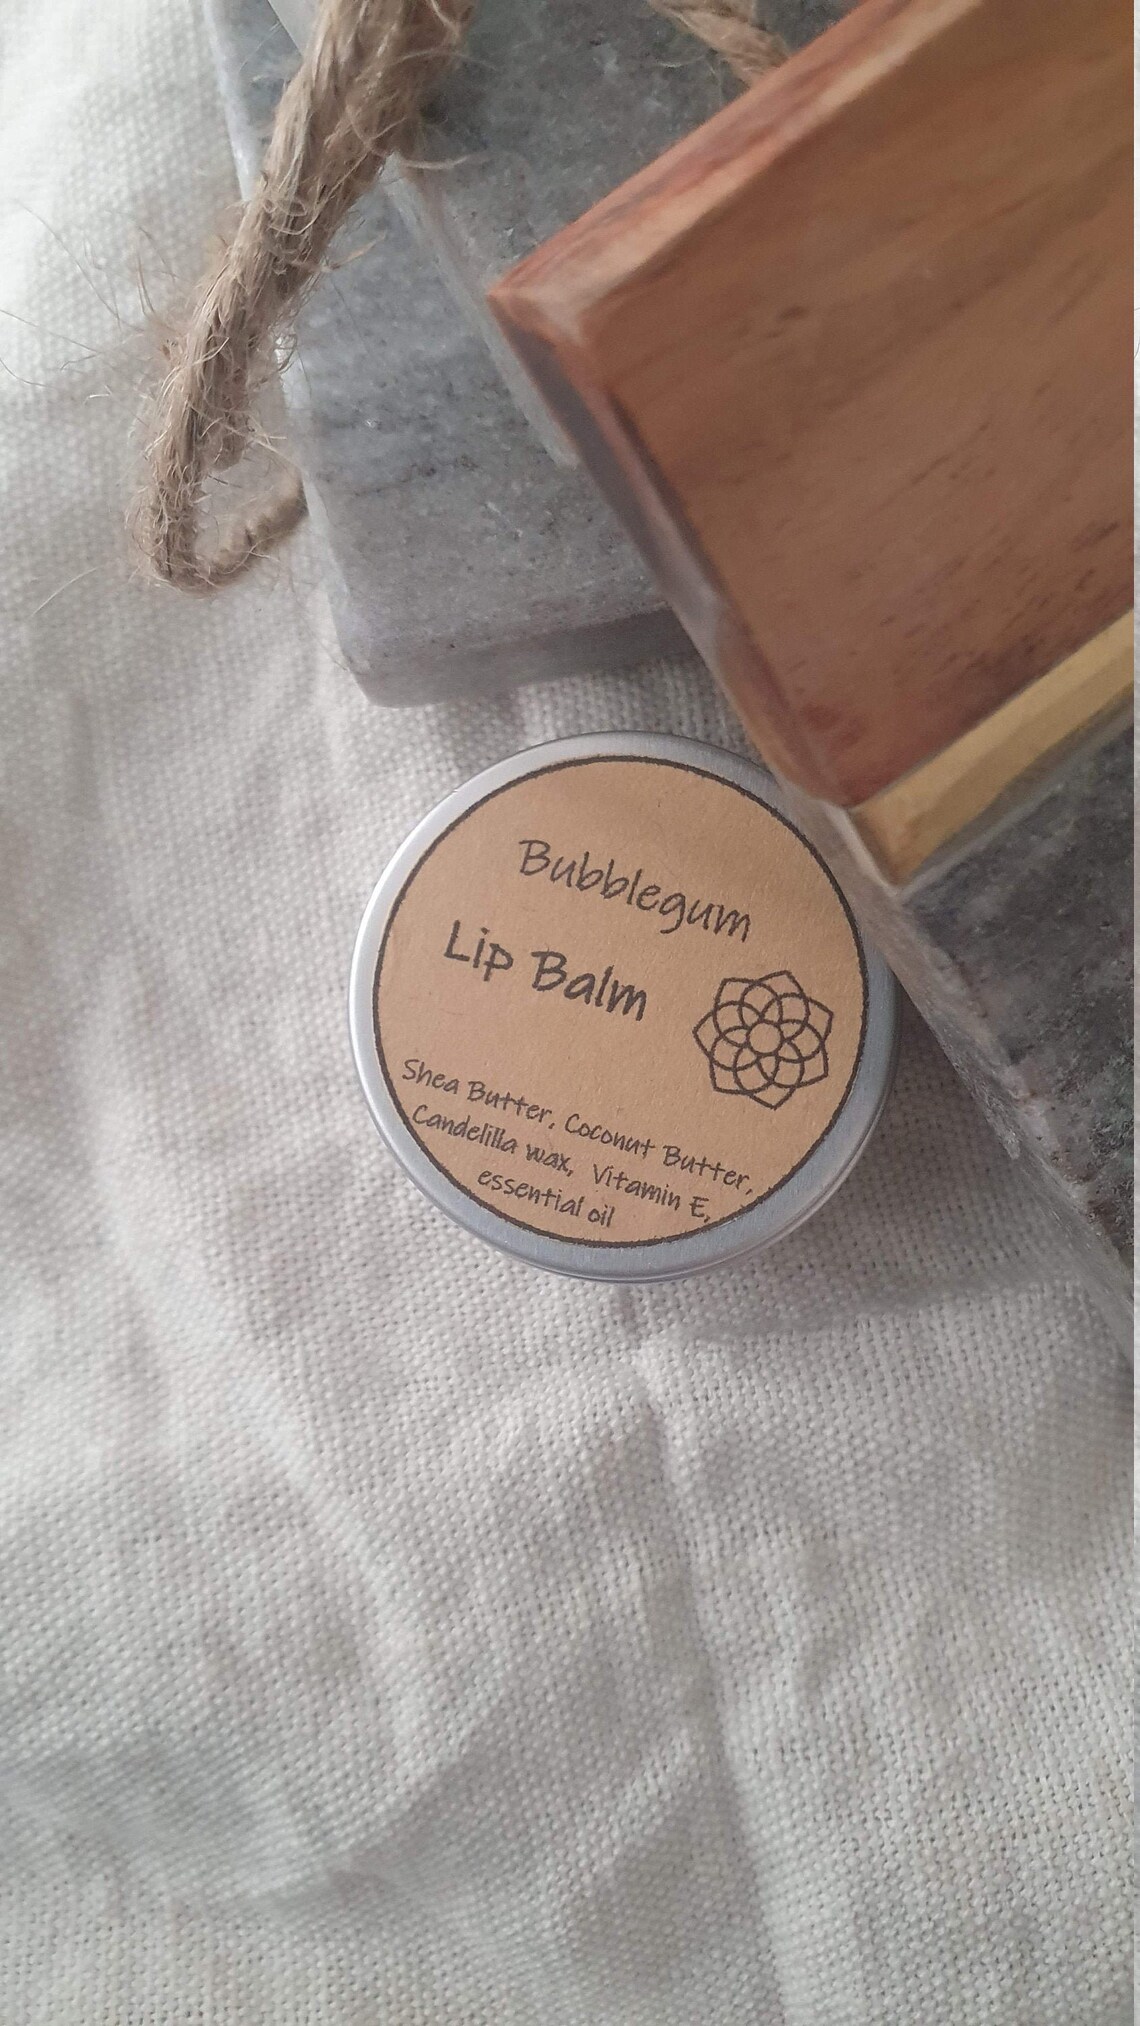 Bubblegum
Lip Balm
Shea Butter, Coconut Butter,
Candelilla wax, Vitamin E,
essential oil